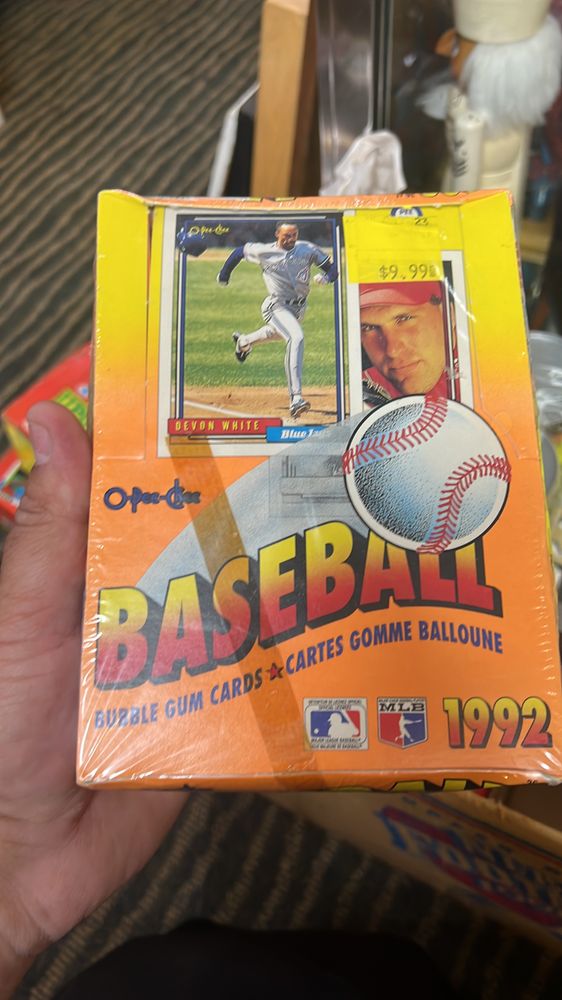 O-Pee-Chee
23
$9.99
DEVON WHITE
Blue Jays
O-Pee-Chee
BASEBALL
BUBBLE GUM CARDS ★ CARTES GOMME BALLOUNE
MLB
1992